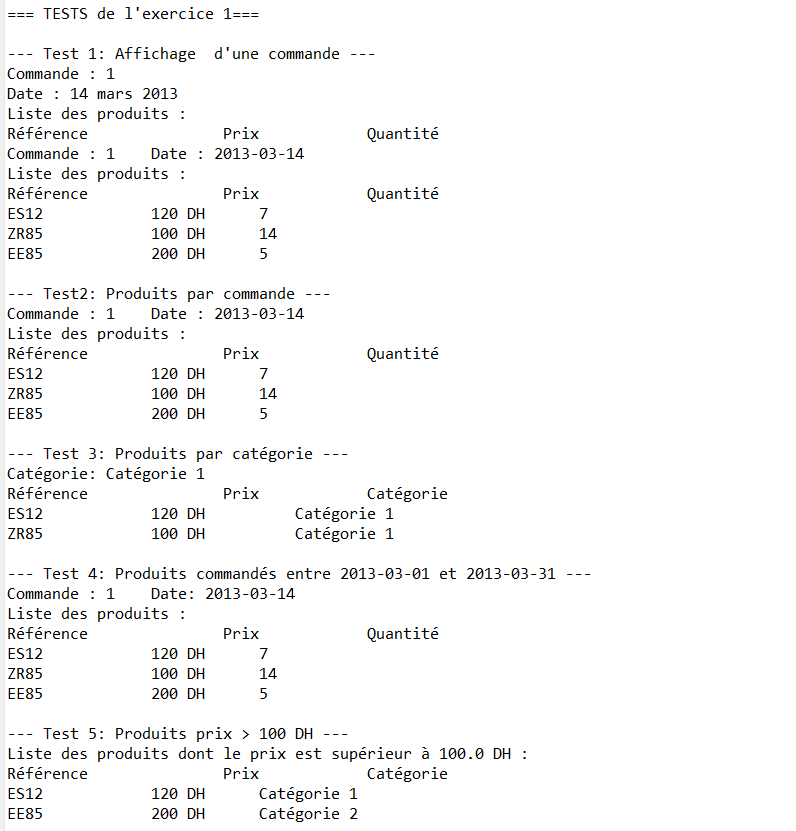 === TESTS de l'exercice 1===
--- Test 1: Affichage  d'une commande ---
Commande : 1
Date : 14 mars 2013
Liste des produits :
Référence               Prix            Quantité
Commande : 1    Date : 2013-03-14
Liste des produits :
Référence               Prix            Quantité
ES12            120 DH      7
ZR85            100 DH      14
EE85            200 DH      5
--- Test2: Produits par commande ---
Commande : 1    Date : 2013-03-14
Liste des produits :
Référence               Prix            Quantité
ES12            120 DH      7
ZR85            100 DH      14
EE85            200 DH      5
--- Test 3: Produits par catégorie ---
Catégorie: Catégorie 1
Référence               Prix            Catégorie
ES12            120 DH          Catégorie 1
ZR85            100 DH          Catégorie 1
--- Test 4: Produits commandés entre 2013-03-01 et 2013-03-31 ---
Commande : 1    Date: 2013-03-14
Liste des produits :
Référence               Prix            Quantité
ES12            120 DH      7
ZR85            100 DH      14
EE85            200 DH      5
--- Test 5: Produits prix > 100 DH ---
Liste des produits dont le prix est supérieur à 100.0 DH :
Référence               Prix            Catégorie
ES12            120 DH      Catégorie 1
EE85            200 DH      Catégorie 2